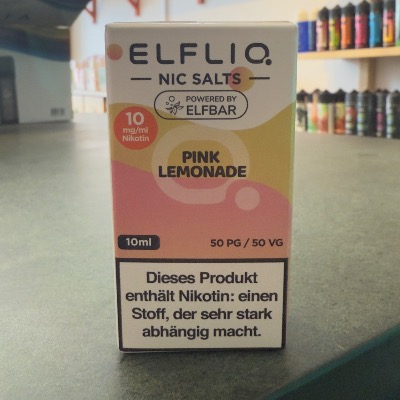 ELFLIQ
NIC SALTS
POWERED BY
ELFBAR
10
mg/ml
Nikotin
PINK
LEMONADE
10ml
50 PG / 50 VG
Dieses Produkt
enthält Nikotin: einen
Stoff, der sehr stark
abhängig macht.